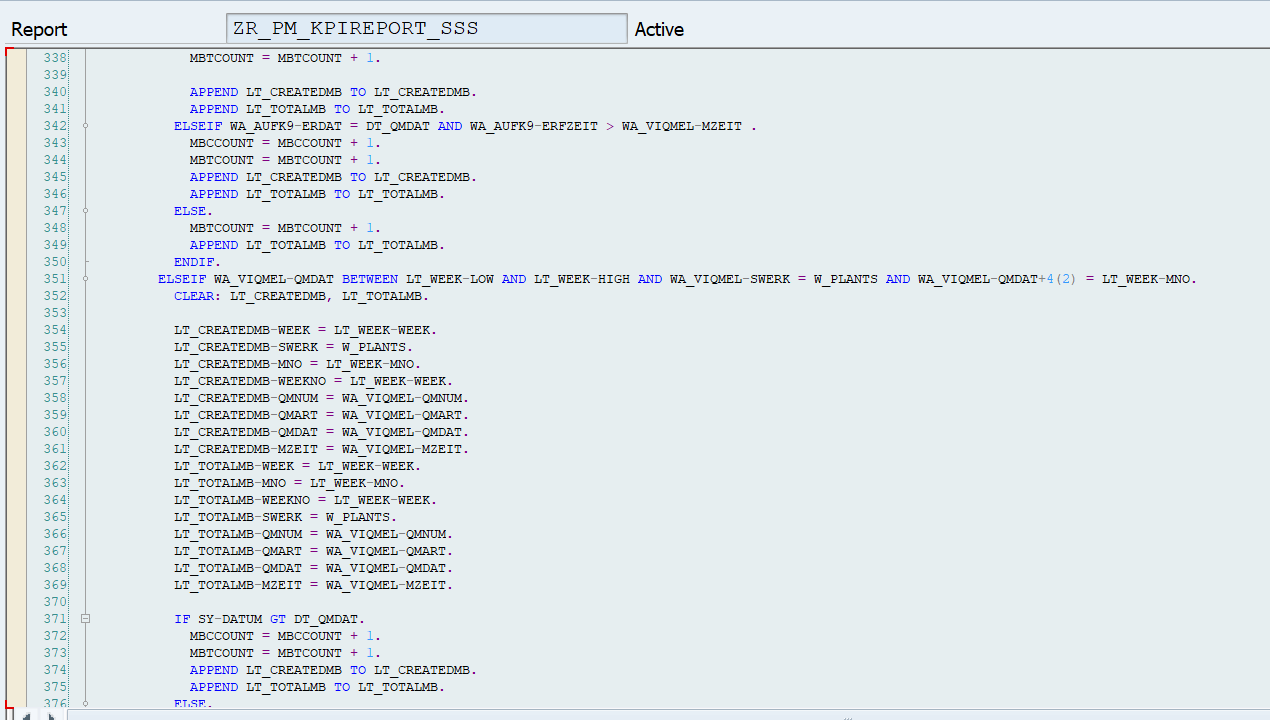 Report ZR_PM_KPIREPORT_SSS Active
338 MBTCOUNT = MBTCOUNT + 1.
339
340 APPEND LT_CREATEDMB TO LT_CREATEDMB.
341 APPEND LT_TOTALMB TO LT_TOTALMB.
342 ELSEIF WA_AUFK9-ERDAT = DT_QMDAT AND WA_AUFK9-ERFZEIT > WA_VIQMEL-MZEIT .
343 MBCCOUNT = MBCCOUNT + 1.
344 MBTCOUNT = MBTCOUNT + 1.
345 APPEND LT_CREATEDMB TO LT_CREATEDMB.
346 APPEND LT_TOTALMB TO LT_TOTALMB.
347 ELSE.
348 MBTCOUNT = MBTCOUNT + 1.
349 APPEND LT_TOTALMB TO LT_TOTALMB.
350 ENDIF.
351 ELSEIF WA_VIQMEL-QMDAT BETWEEN LT_WEEK-LOW AND LT_WEEK-HIGH AND WA_VIQMEL-SWERK = W_PLANTS AND WA_VIQMEL-QMDAT+4(2) = LT_WEEK-MNO.
352 CLEAR: LT_CREATEDMB, LT_TOTALMB.
353
354 LT_CREATEDMB-WEEK = LT_WEEK-WEEK.
355 LT_CREATEDMB-SWERK = W_PLANTS.
356 LT_CREATEDMB-MNO = LT_WEEK-MNO.
357 LT_CREATEDMB-WEEKNO = LT_WEEK-WEEK.
358 LT_CREATEDMB-QMNUM = WA_VIQMEL-QMNUM.
359 LT_CREATEDMB-QMART = WA_VIQMEL-QMART.
360 LT_CREATEDMB-QMDAT = WA_VIQMEL-QMDAT.
361 LT_CREATEDMB-MZEIT = WA_VIQMEL-MZEIT.
362 LT_TOTALMB-WEEK = LT_WEEK-WEEK.
363 LT_TOTALMB-MNO = LT_WEEK-MNO.
364 LT_TOTALMB-WEEKNO = LT_WEEK-WEEK.
365 LT_TOTALMB-SWERK = W_PLANTS.
366 LT_TOTALMB-QMNUM = WA_VIQMEL-QMNUM.
367 LT_TOTALMB-QMART = WA_VIQMEL-QMART.
368 LT_TOTALMB-QMDAT = WA_VIQMEL-QMDAT.
369 LT_TOTALMB-MZEIT = WA_VIQMEL-MZEIT.
370
371 IF SY-DATUM GT DT_QMDAT.
372 MBCCOUNT = MBCCOUNT + 1.
373 MBTCOUNT = MBTCOUNT + 1.
374 APPEND LT_CREATEDMB TO LT_CREATEDMB.
375 APPEND LT_TOTALMB TO LT_TOTALMB.
376 ELSE.